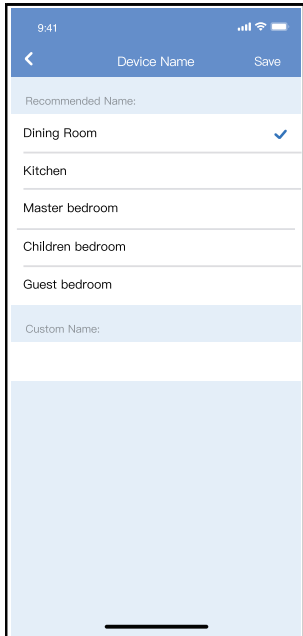 9:41
Device Name
Save
Recommended Name:
Dining Room
Kitchen
Master bedroom
Children bedroom
Guest bedroom
Custom Name: